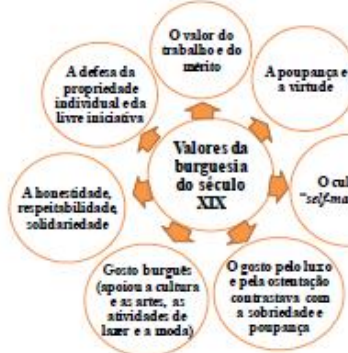 O valor do
trabalho e do
mérito
A defesa da
propriedade
individual e da
livre iniciativa
A poupança e
a virtude
Valores da
burguesia
do século
XIX
A honestidade,
respeitabilidade,
solidariedade
O
"self-
Gosto burguês
(apoiou a cultura
e as artes, as
atividades de
lazer e a moda)
O gosto pelo luxo
e pela ostentação
contrastava com
a sobriedade e
poupança